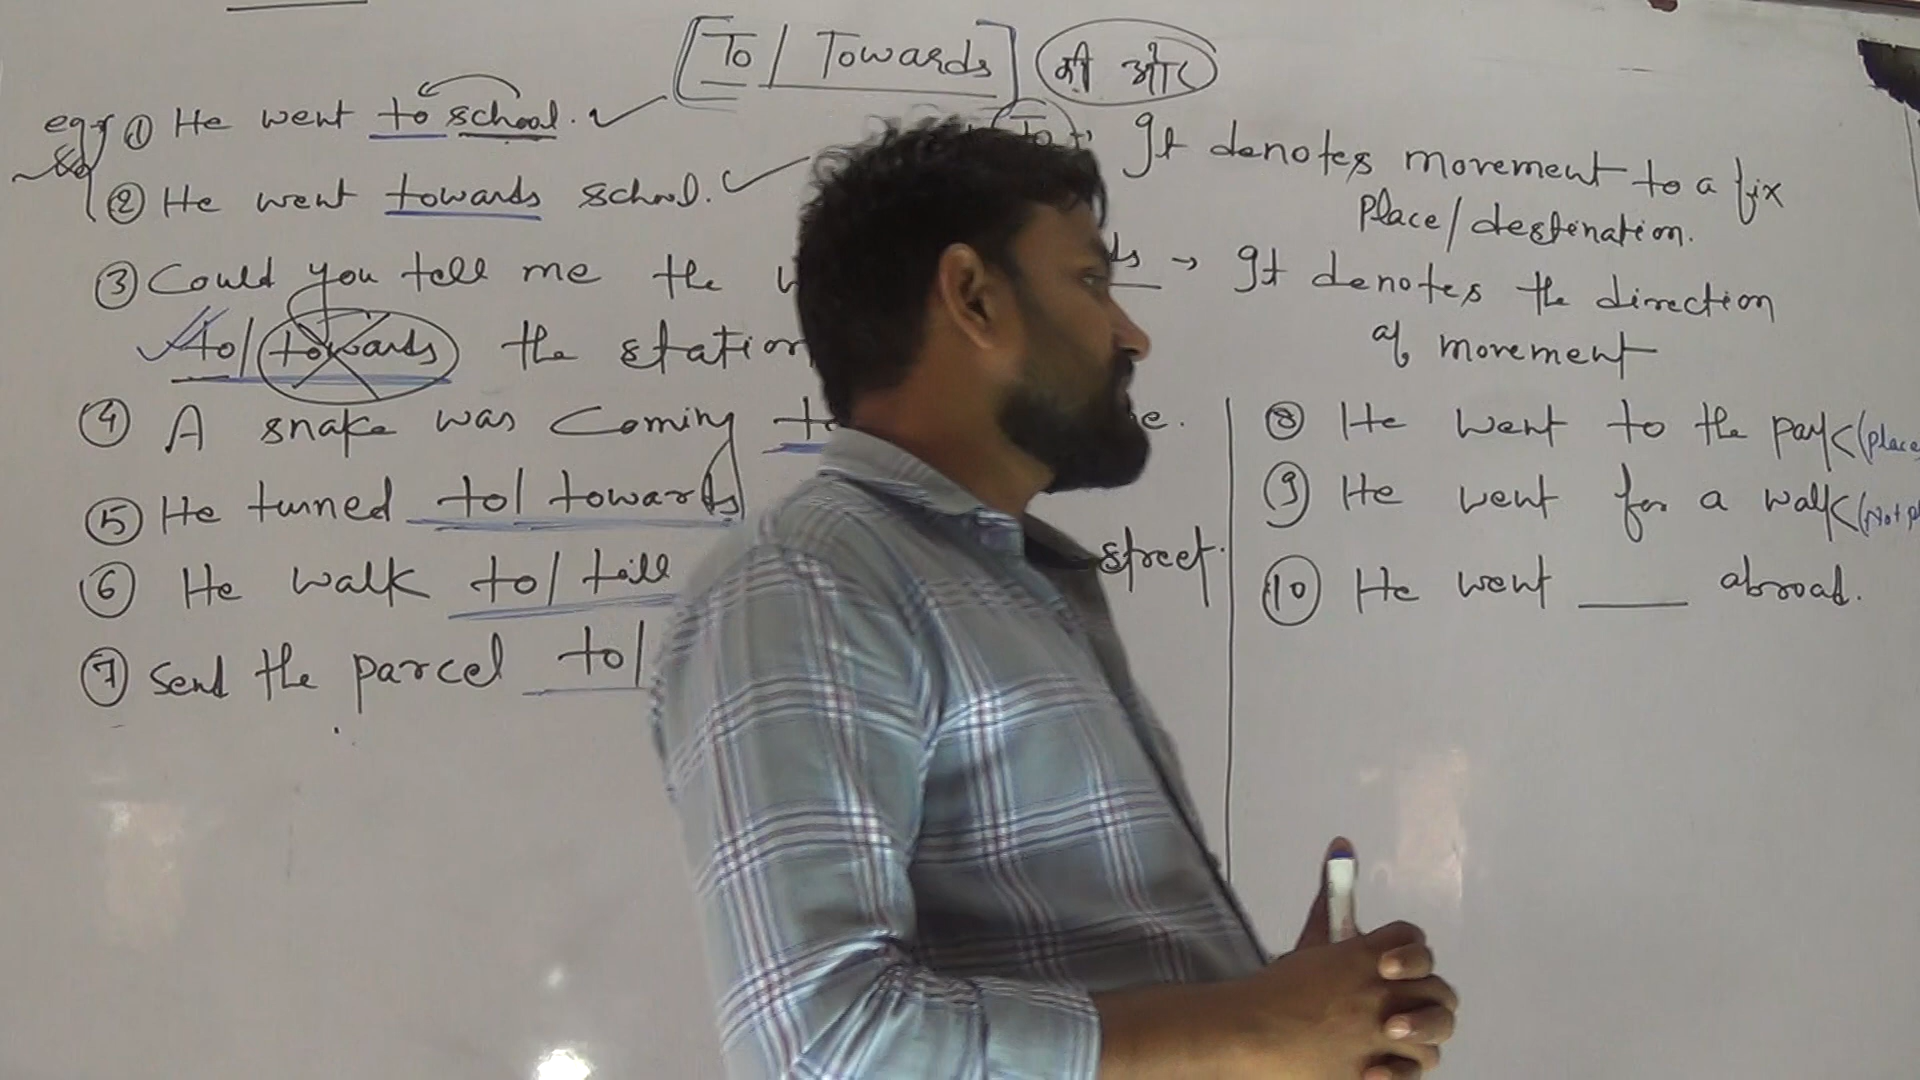 To/ Towards की ओर
eg: ① He went to school.
② He went towards school.
③ Could you tell me the
to/ towards the station
④ A snake was coming
⑤ He turned to/ towards
⑥ He walk to/ till street.
⑦ Send the parcel to/
To : It denotes movement to a fix
Place/ destination.
→ It denotes the direction
of movement
⑧ He went to the park (place
⑨ He went for a walk (Not
⑩ He went ____ abroad.